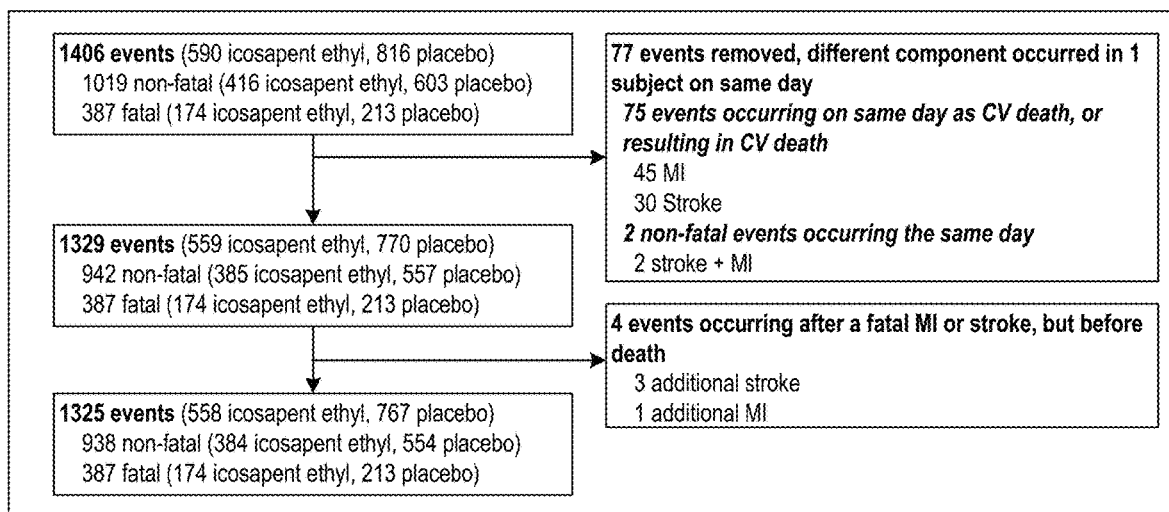 1406 events (590 icosapent ethyl, 816 placebo)
1019 non-fatal (416 icosapent ethyl, 603 placebo)
387 fatal (174 icosapent ethyl, 213 placebo)
77 events removed, different component occurred in 1
subject on same day
75 events occurring on same day as CV death, or
resulting in CV death
45 MI
30 Stroke
2 non-fatal events occurring the same day
2 stroke + MI
1329 events (559 icosapent ethyl, 770 placebo)
942 non-fatal (385 icosapent ethyl, 557 placebo)
387 fatal (174 icosapent ethyl, 213 placebo)
4 events occurring after a fatal MI or stroke, but before
death
3 additional stroke
1 additional MI
1325 events (558 icosapent ethyl, 767 placebo)
938 non-fatal (384 icosapent ethyl, 554 placebo)
387 fatal (174 icosapent ethyl, 213 placebo)